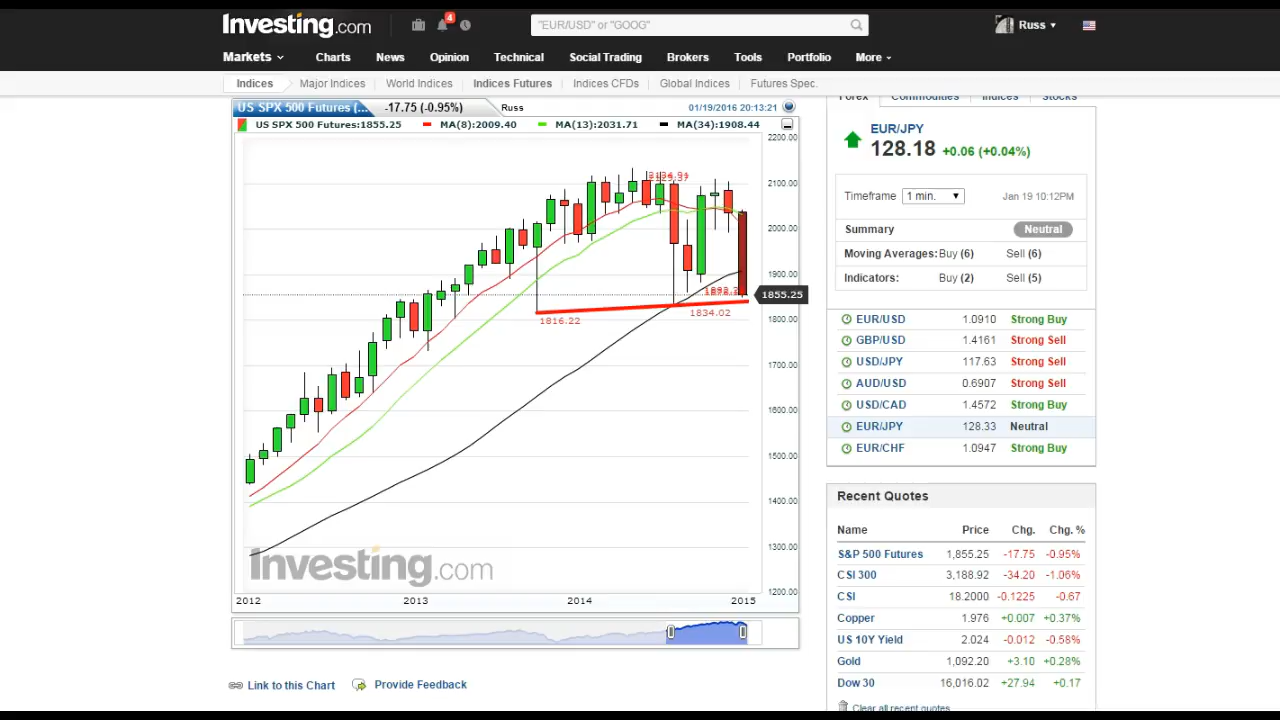 Investing.com
4
"EUR/USD" or "GOOG"
Russ
Markets Charts News Opinion Technical Social Trading Brokers Tools Portfolio More
Indices Major Indices World Indices Indices Futures Indices CFDs Global Indices Futures Spec.
US SPX 500 Futures (... -17.75 (-0.95%) Russ 01/19/2016 20:13:21
US SPX 500 Futures:1855.25 MA(8):2009.40 MA(13):2031.71 MA(34):1908.44
2200.00
2100.00
2000.00
1900.00
1855.25
1800.00
1700.00
1600.00
1500.00
1400.00
1300.00
1200.00
1816.22
1834.02
Investing.com
2012 2013 2014 2015
Link to this Chart Provide Feedback
Forex Commodities Indices Stocks
EUR/JPY
128.18 +0.06 (+0.04%)
Timeframe 1 min. Jan 19 10:12PM
Summary Neutral
Moving Averages: Buy (6) Sell (6)
Indicators: Buy (2) Sell (5)
EUR/USD 1.0910 Strong Buy
GBP/USD 1.4161 Strong Sell
USD/JPY 117.63 Strong Sell
AUD/USD 0.6907 Strong Sell
USD/CAD 1.4572 Strong Buy
EUR/JPY 128.33 Neutral
EUR/CHF 1.0947 Strong Buy
Recent Quotes
Name Price Chg. Chg. %
S&P 500 Futures 1,855.25 -17.75 -0.95%
CSI 300 3,188.92 -34.20 -1.06%
CSI 18.2000 -0.1225 -0.67
Copper 1.976 +0.007 +0.37%
US 10Y Yield 2.024 -0.012 -0.58%
Gold 1,092.20 +3.10 +0.28%
Dow 30 16,016.02 +27.94 +0.17
Clear all recent quotes